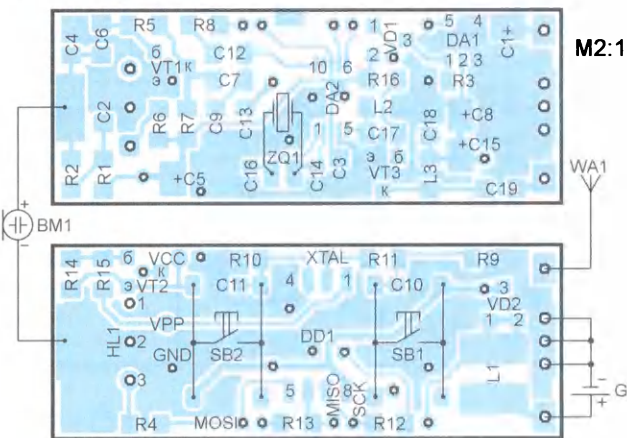 C4 C6 R5 R8 C12 1 VD1 5 4 C1+
M2:1
б VT1 к э 2 3 DA1
C7 10 6 R16 1 2 3 R3
DA2
C2 R6 R7 C9 C13 L2 C18 +C8
1 5 C17 +C15
R2 R1 +C5 ZQ1 C16 C14 C3 э б VT3 к L3 C19
WA1
+ BM1 −
R14 R15 б VCC R10 XTAL R11 R9
к э VT2 C11 4 1 C10 3
1 VPP VD2
HL1 2 GND SB2 DD1 SB1 1 2
3 5 8 MISO SCK L1 − G
+
R4 MOSI R13 R12